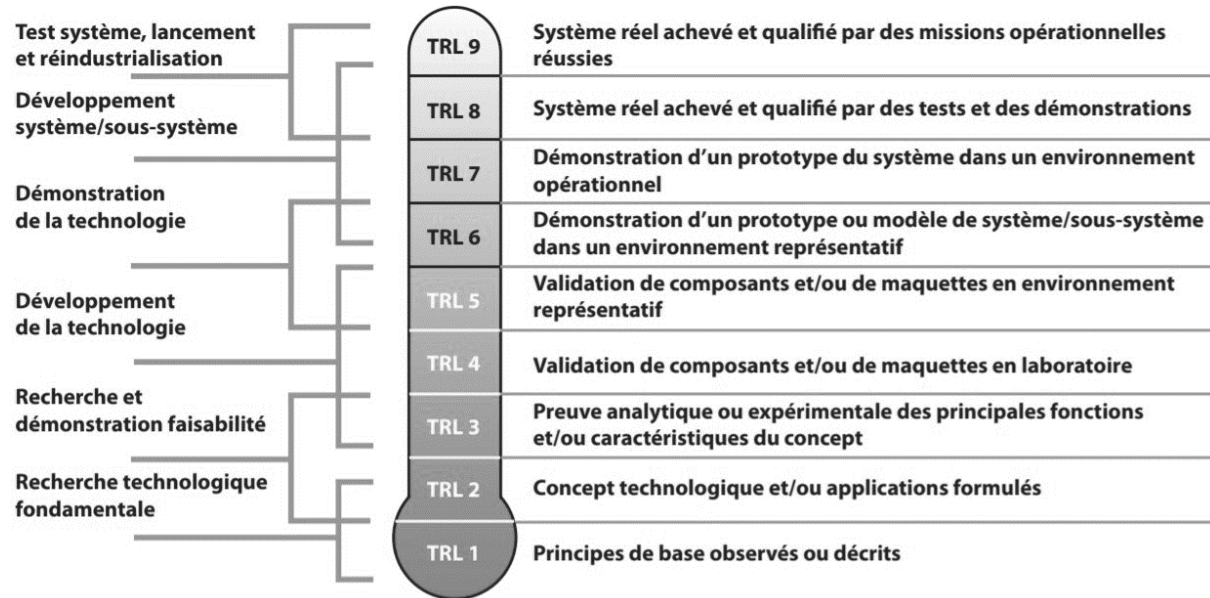 Test système, lancement
et réindustrialisation
Développement
système/sous-système
Démonstration
de la technologie
Développement
de la technologie
Recherche et
démonstration faisabilité
Recherche technologique
fondamentale
TRL 9
Système réel achevé et qualifié par des missions opérationnelles
réussies
TRL 8
Système réel achevé et qualifié par des tests et des démonstrations
TRL 7
Démonstration d’un prototype du système dans un environnement
opérationnel
TRL 6
Démonstration d’un prototype ou modèle de système/sous-système
dans un environnement représentatif
TRL 5
Validation de composants et/ou de maquettes en environnement
représentatif
TRL 4
Validation de composants et/ou de maquettes en laboratoire
TRL 3
Preuve analytique ou expérimentale des principales fonctions
et/ou caractéristiques du concept
TRL 2
Concept technologique et/ou applications formulés
TRL 1
Principes de base observés ou décrits